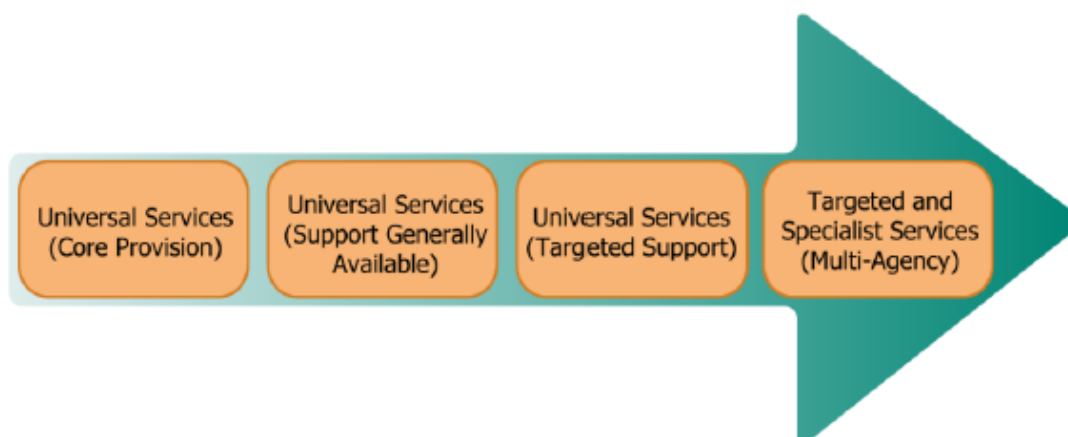 Universal Services
(Core Provision)
Universal Services
(Support Generally
Available)
Universal Services
(Targeted Support)
Targeted and
Specialist Services
(Multi-Agency)